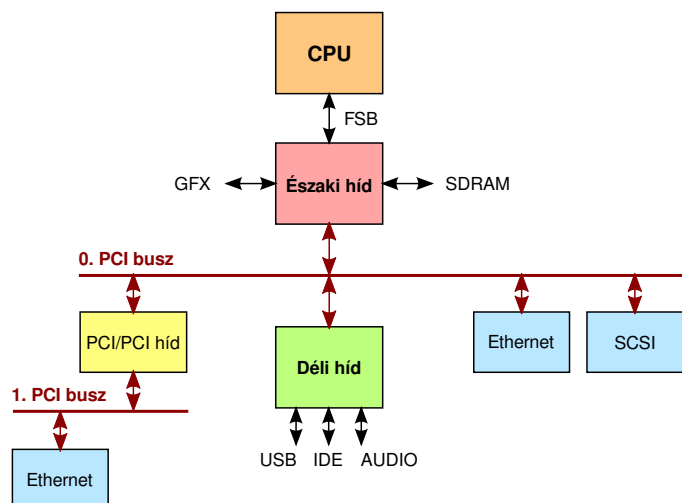 CPU
FSB
GFX
Északi híd
SDRAM
0. PCI busz
PCI/PCI híd
Déli híd
Ethernet
SCSI
1. PCI busz
USB
IDE
AUDIO
Ethernet